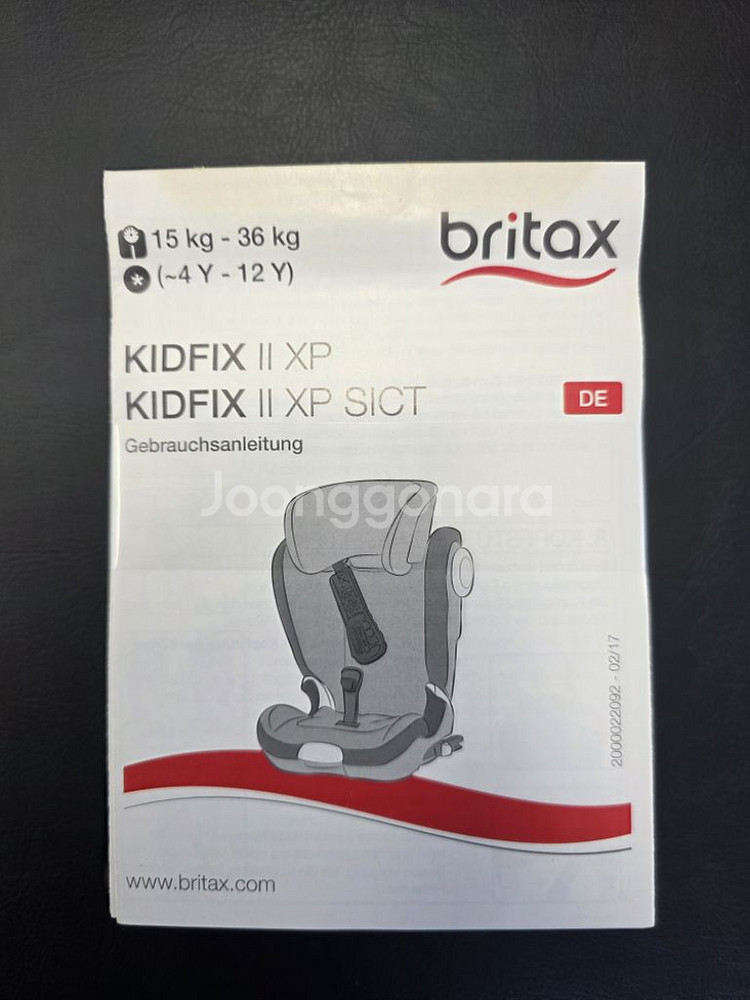 15 kg - 36 kg
(~4 Y - 12 Y)
britax
KIDFIX II XP
KIDFIX II XP SICT
DE
Gebrauchsanleitung
Joonggonara
2000022092 - 02/17
www.britax.com